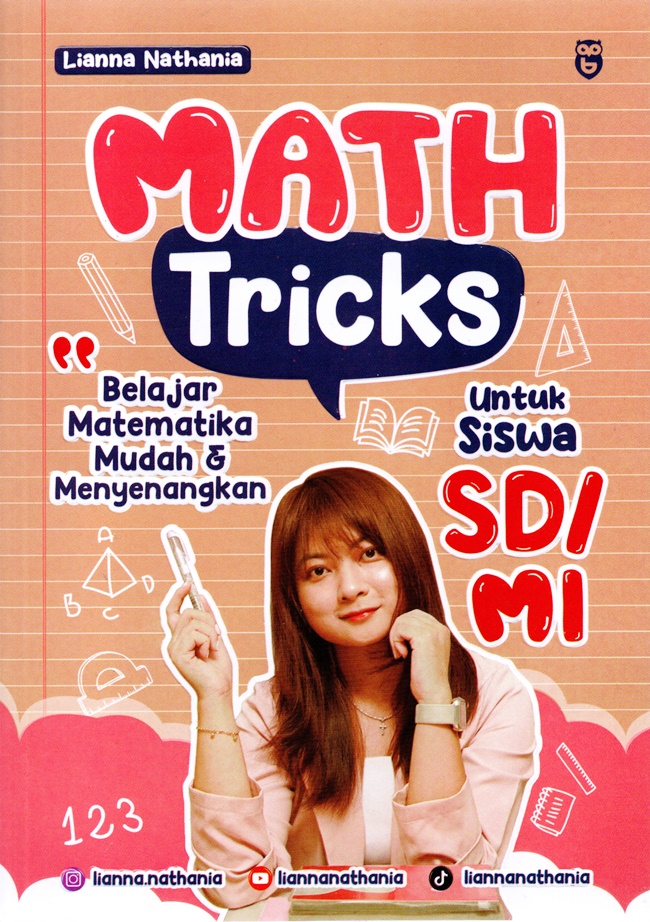 Lianna Nathania
MATH
Tricks
Belajar
Matematika
Mudah &
Menyenangkan
Untuk
Siswa
SD/
MI
A
B
C
D
123
lianna.nathania
liannanathania
liannanathania